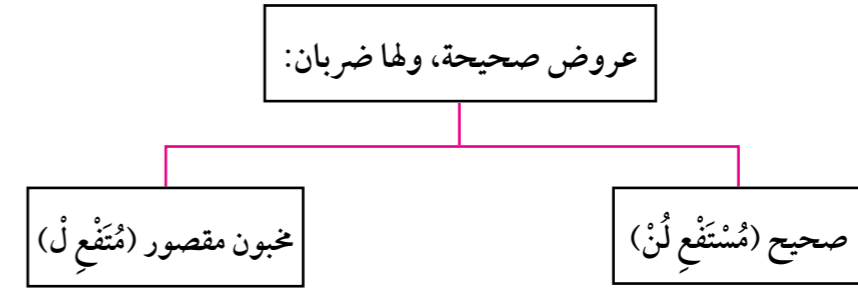 عروض صحيحة، ولها ضربان:
صحيح (مُسْتَفْعِ لُنْ)
مخبون مقصور (مُتَفْعِ لْ)